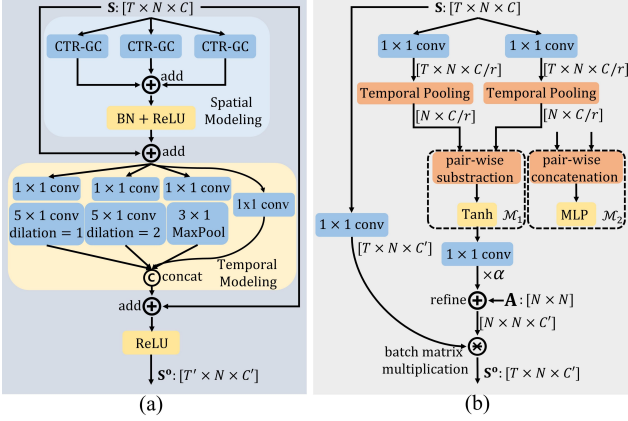 S: [T × N × C]
CTR-GC CTR-GC CTR-GC
add
BN + ReLU
Spatial
Modeling
add
1 × 1 conv 1 × 1 conv 1 × 1 conv
1x1 conv
5 × 1 conv
dilation = 1
5 × 1 conv
dilation = 2
3 × 1
MaxPool
C concat
Temporal
Modeling
add
ReLU
Sᵒ: [T′ × N × C′]
(a)
S: [T × N × C]
1 × 1 conv 1 × 1 conv
[T × N × C/r] [T × N × C/r]
Temporal Pooling Temporal Pooling
[N × C/r] [N × C/r]
pair-wise
substraction
pair-wise
concatenation
Tanh ℳ₁
MLP ℳ₂
1 × 1 conv
[T × N × C′]
1 × 1 conv
×α
refine A: [N × N]
[N × N × C′]
batch matrix
multiplication
Sᵒ: [T × N × C′]
(b)